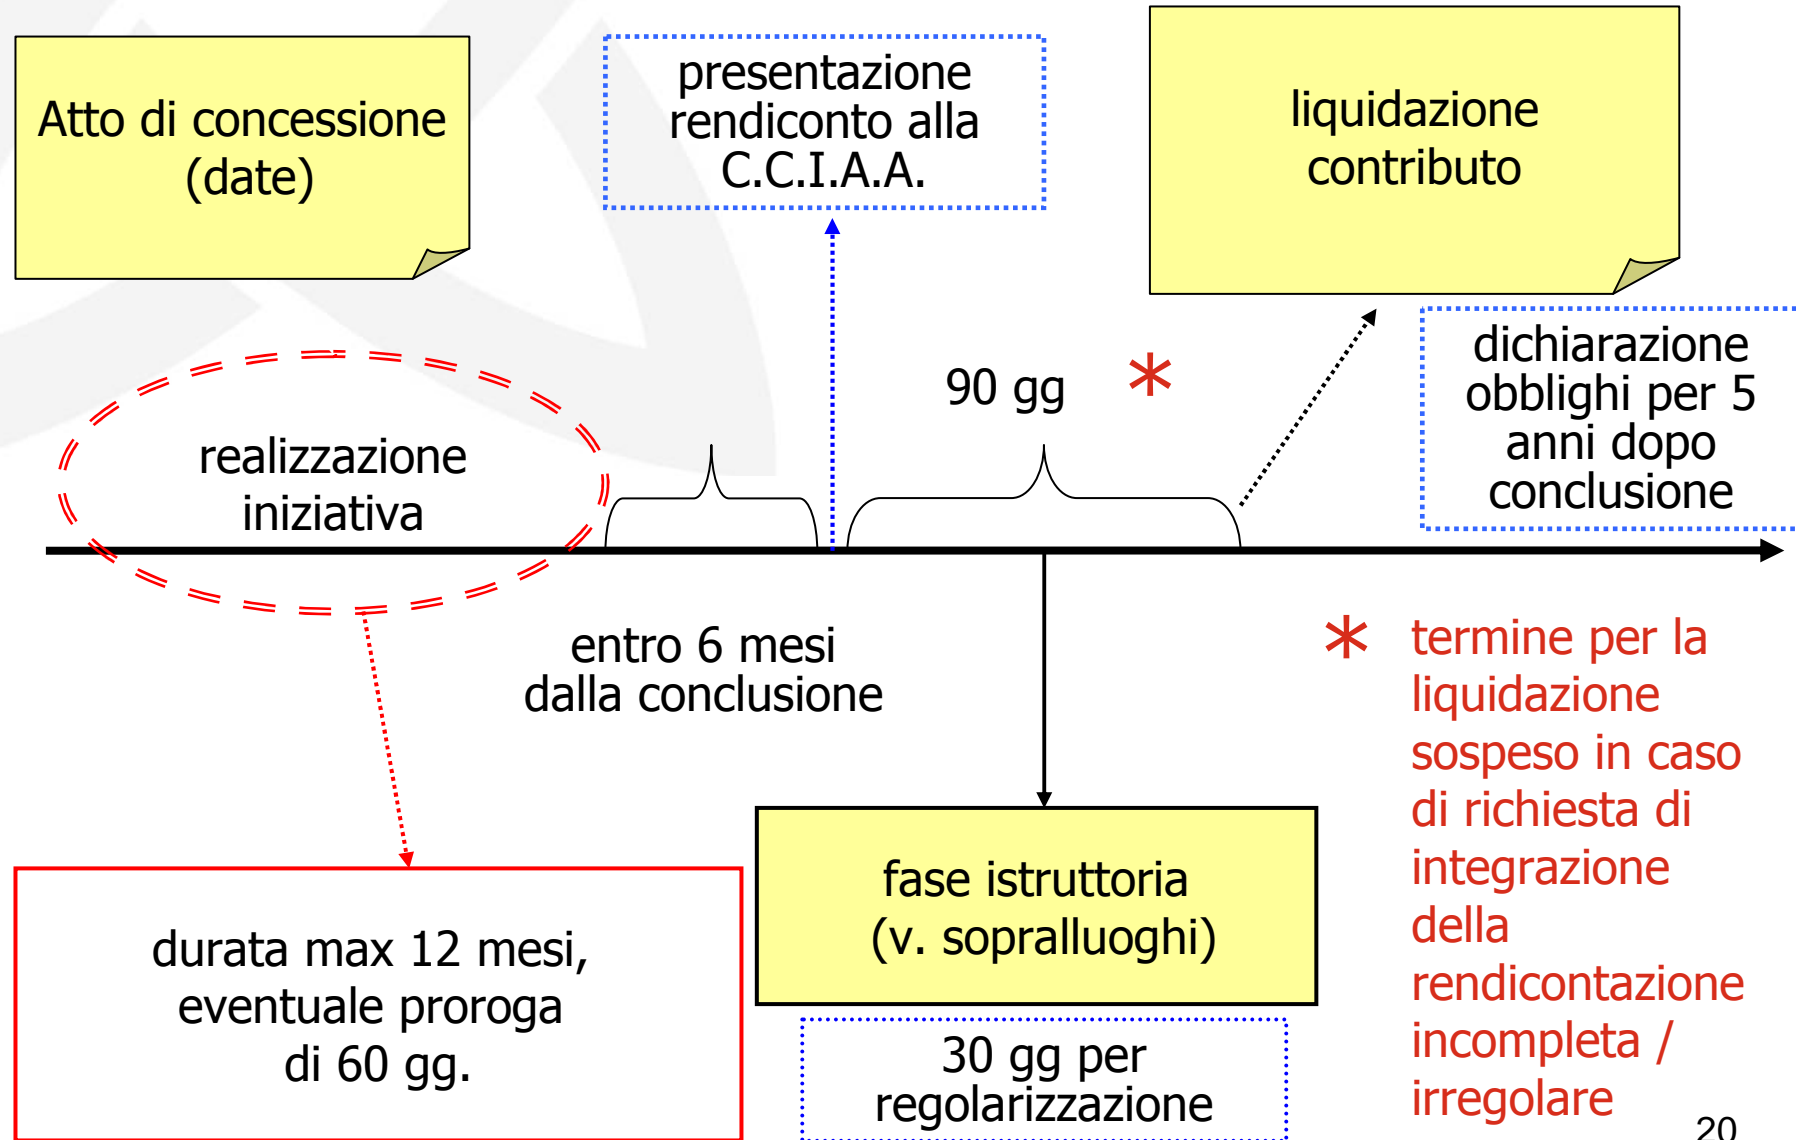 Atto di concessione
(date)
presentazione
rendiconto alla
C.C.I.A.A.
liquidazione
contributo
90 gg *
dichiarazione
obblighi per 5
anni dopo
conclusione
realizzazione
iniziativa
entro 6 mesi
dalla conclusione
* termine per la
liquidazione
sospeso in caso
di richiesta di
integrazione
della
rendicontazione
incompleta /
irregolare
fase istruttoria
(v. sopralluoghi)
durata max 12 mesi,
eventuale proroga
di 60 gg.
30 gg per
regolarizzazione
20